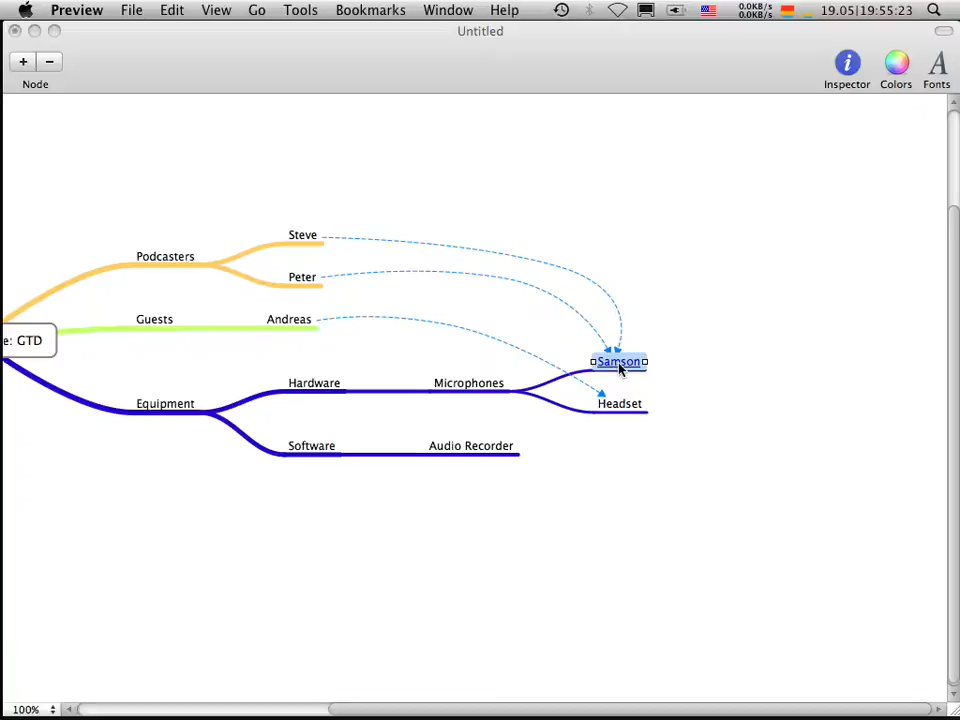 Preview File Edit View Go Tools Bookmarks Window Help 0.0KB/s 0.0KB/s 19.05|19:55:23
Untitled
+ −
Node
Inspector Colors Fonts
Steve
Podcasters
Peter
Guests Andreas
e: GTD
Samson
Hardware Microphones
Equipment Headset
Software Audio Recorder
100%